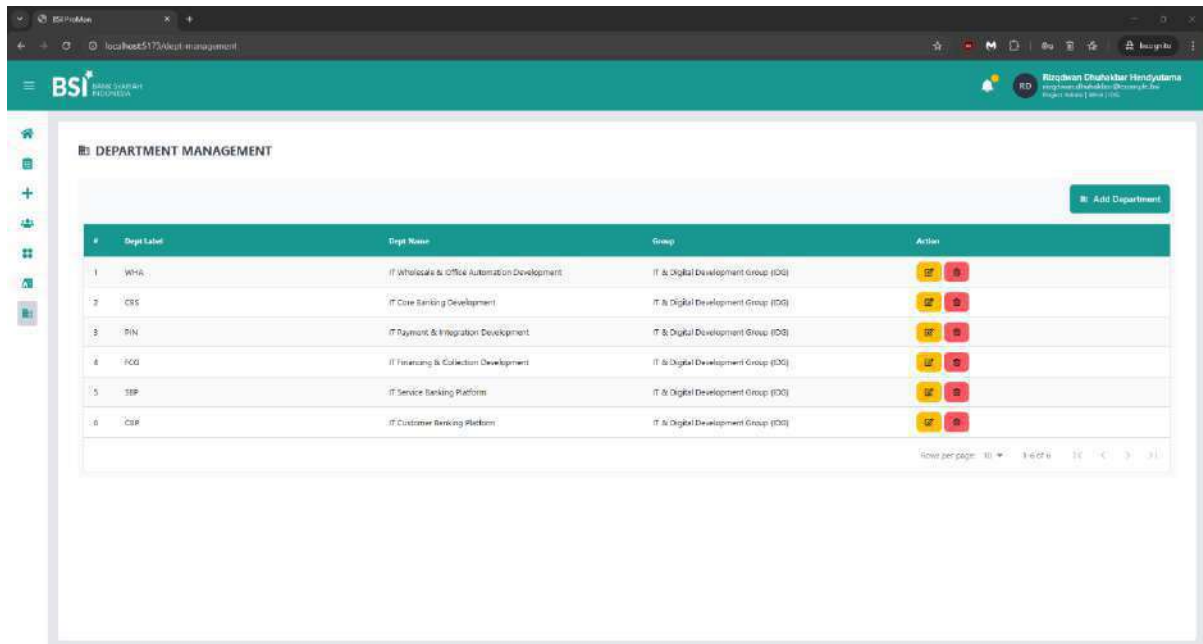 BSI ProMon
localhost:5173/dept-management
Incognito
BSI BANK SYARIAH INDONESIA
RD
Rizqdwan Dhuhakbar Hendyutama
DEPARTMENT MANAGEMENT
Add Department
# Dept Label Dept Name Group Action
1 WHA IT Wholesale & Office Automation Development IT & Digital Development Group (IDG)
2 CBS IT Core Banking Development IT & Digital Development Group (IDG)
3 PIN IT Payment & Integration Development IT & Digital Development Group (IDG)
4 FCG IT Financing & Collection Development IT & Digital Development Group (IDG)
5 SBP IT Service Banking Platform IT & Digital Development Group (IDG)
6 CBP IT Customer Banking Platform IT & Digital Development Group (IDG)
Rows per page: 10 1-6 of 6